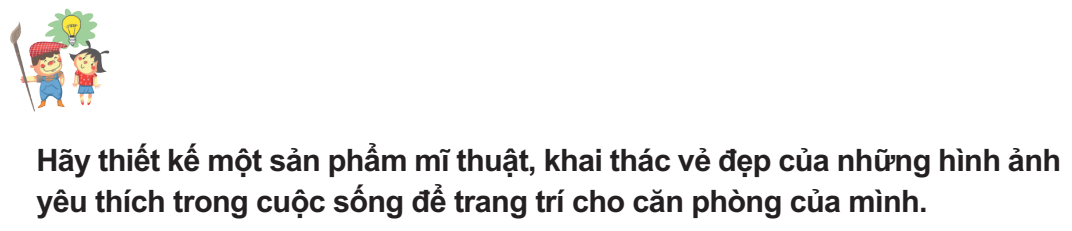 Hãy thiết kế một sản phẩm mĩ thuật, khai thác vẻ đẹp của những hình ảnh
yêu thích trong cuộc sống để trang trí cho căn phòng của mình.